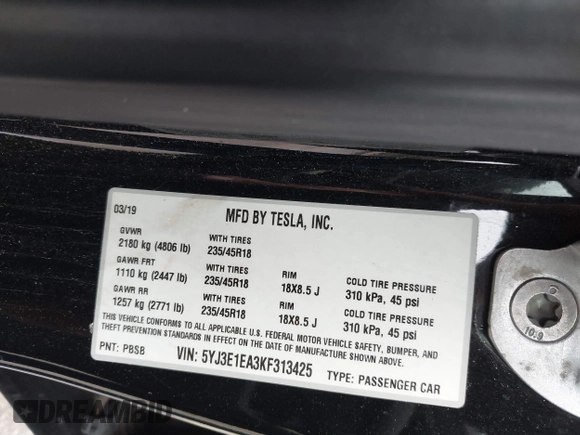 03/19 MFD BY TESLA, INC.
GVWR
2180 kg (4806 lb) WITH TIRES 235/45R18
GAWR FRT
1110 kg (2447 lb) WITH TIRES 235/45R18 RIM 18X8.5 J COLD TIRE PRESSURE 310 kPa, 45 psi
GAWR RR
1257 kg (2771 lb) WITH TIRES 235/45R18 RIM 18X8.5 J COLD TIRE PRESSURE 310 kPa, 45 psi
THIS VEHICLE CONFORMS TO ALL APPLICABLE U.S. FEDERAL MOTOR VEHICLE SAFETY, BUMPER, AND
THEFT PREVENTION STANDARDS IN EFFECT ON THE DATE OF MANUFACTURE SHOWN ABOVE.
PNT: PBSB VIN: 5YJ3E1EA3KF313425 TYPE: PASSENGER CAR
10.9
DREAMBID